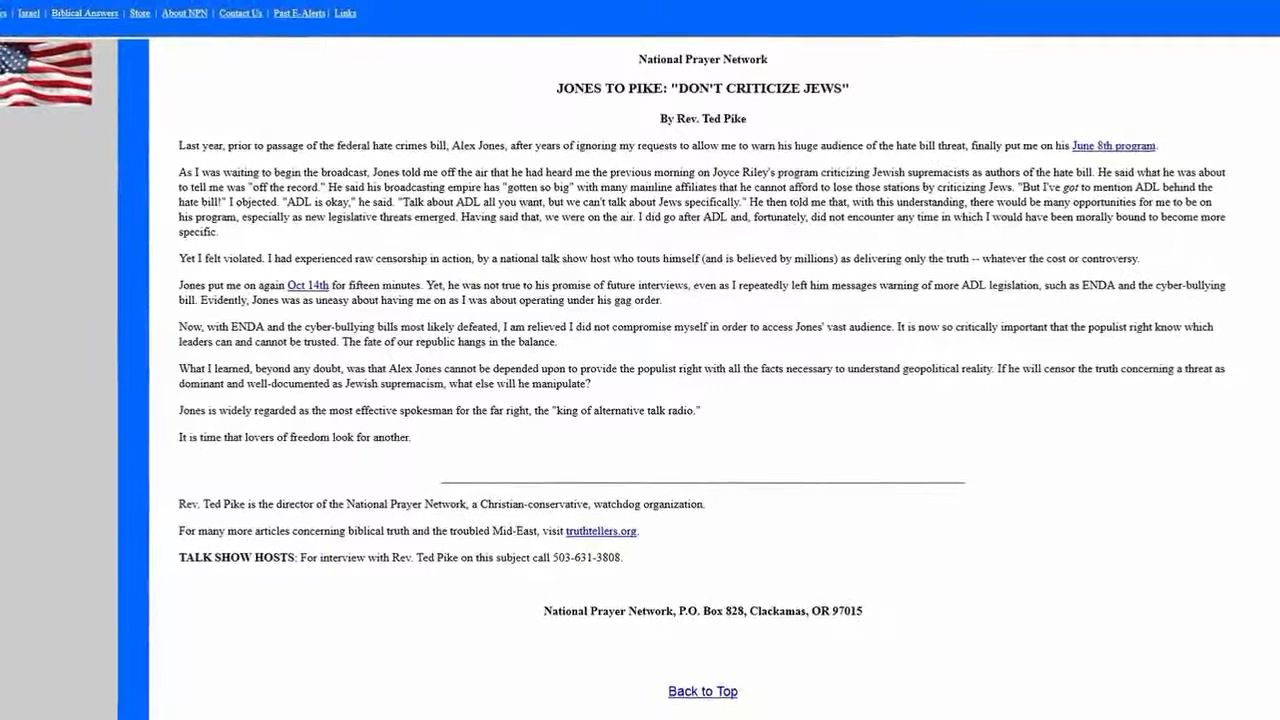 | Israel | Biblical Answers | Store | About NPN | Contact Us | Past E-Alerts | Links
National Prayer Network
JONES TO PIKE: "DON'T CRITICIZE JEWS"
By Rev. Ted Pike
Last year, prior to passage of the federal hate crimes bill, Alex Jones, after years of ignoring my requests to allow me to warn his huge audience of the hate bill threat, finally put me on his June 8th program.
As I was waiting to begin the broadcast, Jones told me off the air that he had heard me the previous morning on Joyce Riley's program criticizing Jewish supremacists as authors of the hate bill. He said what he was about
to tell me was "off the record." He said his broadcasting empire has "gotten so big" with many mainline affiliates that he cannot afford to lose those stations by criticizing Jews. "But I've got to mention ADL behind the
hate bill!" I objected. "ADL is okay," he said. "Talk about ADL all you want, but we can't talk about Jews specifically." He then told me that, with this understanding, there would be many opportunities for me to be on
his program, especially as new legislative threats emerged. Having said that, we were on the air. I did go after ADL and, fortunately, did not encounter any time in which I would have been morally bound to become more
specific.
Yet I felt violated. I had experienced raw censorship in action, by a national talk show host who touts himself (and is believed by millions) as delivering only the truth -- whatever the cost or controversy.
Jones put me on again Oct 14th for fifteen minutes. Yet, he was not true to his promise of future interviews, even as I repeatedly left him messages warning of more ADL legislation, such as ENDA and the cyber-bullying
bill. Evidently, Jones was as uneasy about having me on as I was about operating under his gag order.
Now, with ENDA and the cyber-bullying bills most likely defeated, I am relieved I did not compromise myself in order to access Jones' vast audience. It is now so critically important that the populist right know which
leaders can and cannot be trusted. The fate of our republic hangs in the balance.
What I learned, beyond any doubt, was that Alex Jones cannot be depended upon to provide the populist right with all the facts necessary to understand geopolitical reality. If he will censor the truth concerning a threat as
dominant and well-documented as Jewish supremacism, what else will he manipulate?
Jones is widely regarded as the most effective spokesman for the far right, the "king of alternative talk radio."
It is time that lovers of freedom look for another.
Rev. Ted Pike is the director of the National Prayer Network, a Christian-conservative, watchdog organization.
For many more articles concerning biblical truth and the troubled Mid-East, visit truthtellers.org.
TALK SHOW HOSTS: For interview with Rev. Ted Pike on this subject call 503-631-3808.
National Prayer Network, P.O. Box 828, Clackamas, OR 97015
Back to Top